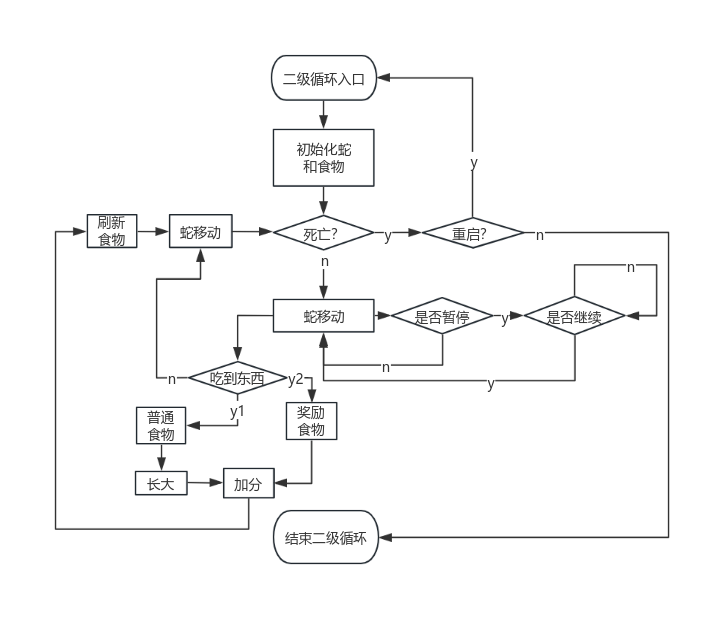 二级循环入口
初始化蛇
和食物
y
刷新
食物
蛇移动
死亡?
y
重启?
n
n
n
蛇移动
是否暂停
y
是否继续
n
y
n
吃到东西
y2
y1
普通
食物
奖励
食物
长大
加分
结束二级循环